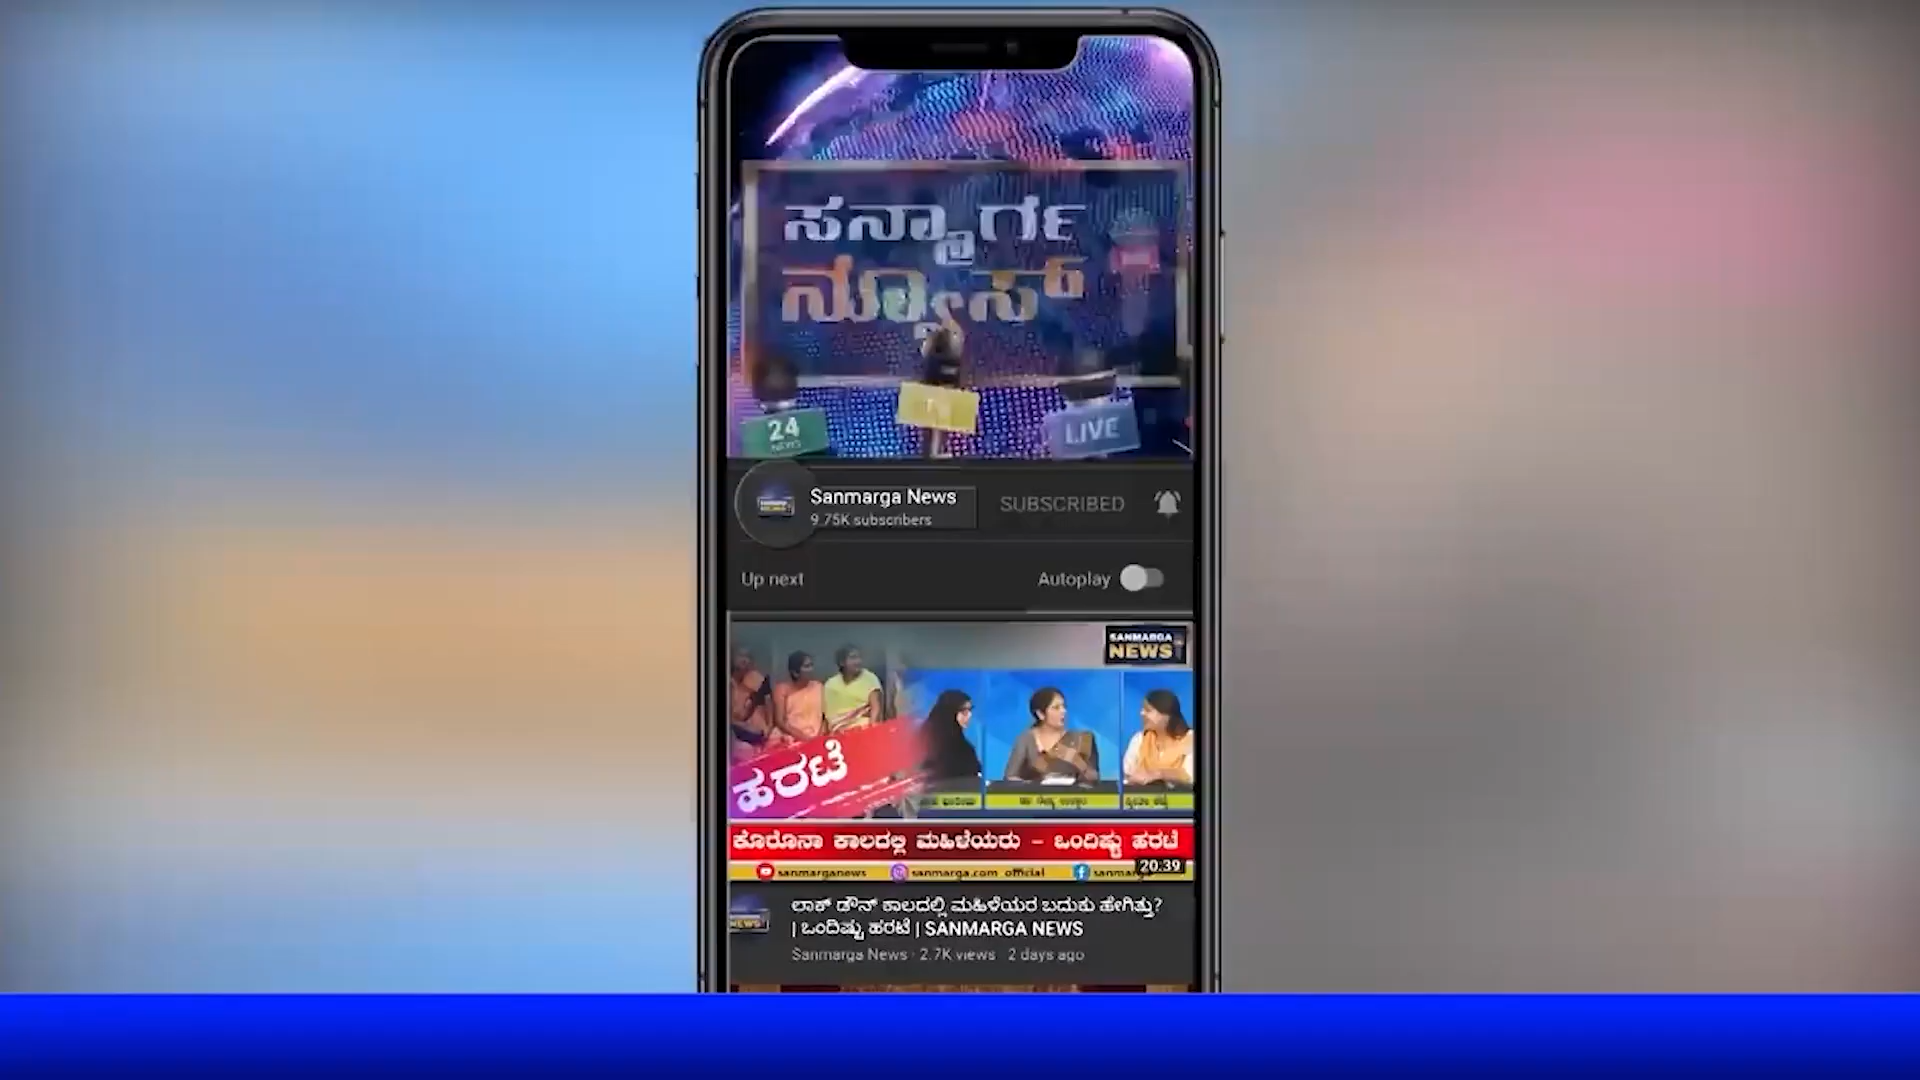 ಸನ್ಮಾರ್ಗ
ನ್ಯೂಸ್
24
NEWS
LIVE
Sanmarga News
9.75K subscribers
SUBSCRIBED
Up next
Autoplay
SANMARGA
NEWS
ಹರಟೆ
ಕೊರೊನಾ ಕಾಲದಲ್ಲಿ ಮಹಿಳೆಯರು - ಒಂದಿಷ್ಟು ಹರಟೆ
sanmarganews
sanmarga.com_official
20:39
ಲಾಕ್ ಡೌನ್ ಕಾಲದಲ್ಲಿ ಮಹಿಳೆಯರ ಬದುಕು ಹೇಗಿತ್ತು?
| ಒಂದಿಷ್ಟು ಹರಟೆ | SANMARGA NEWS
Sanmarga News · 2.7K views · 2 days ago